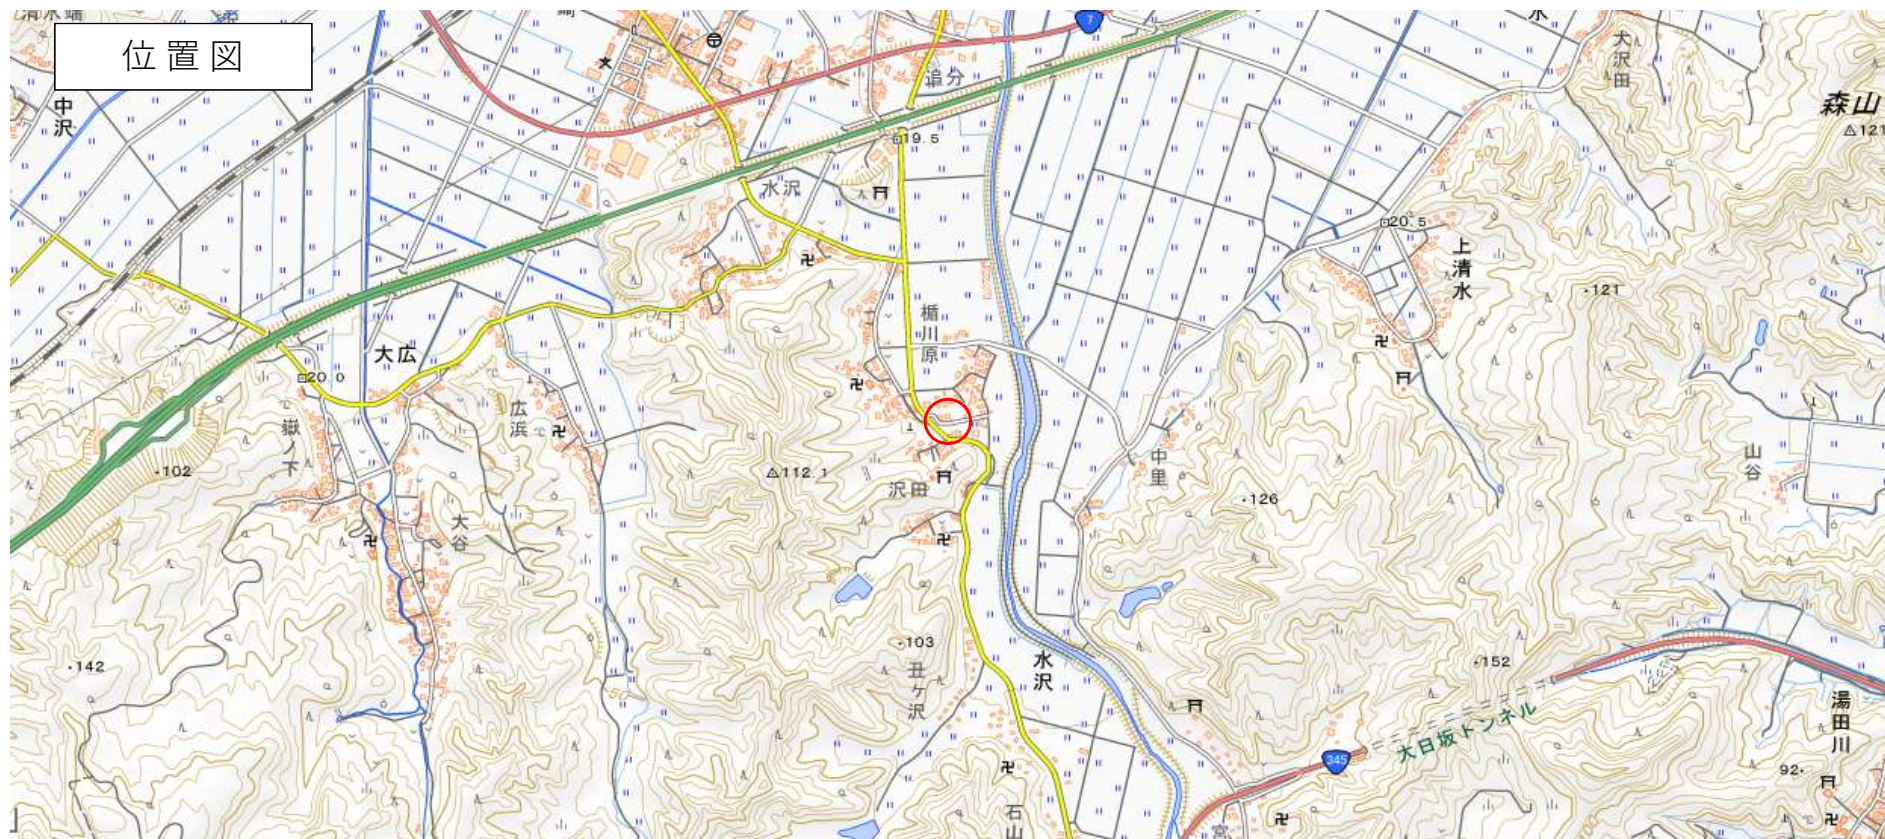 位置図
7
中沢
追分
19.5
水沢
犬沢田
森山
121
20.5
上清水
121
楯川原
大広
20.0
嶽ノ下
広浜
102
112.1
沢田
中里
126
山谷
大谷
142
103
丑ヶ沢
水沢
152
大日坂トンネル
345
湯田川
92
石山
宮